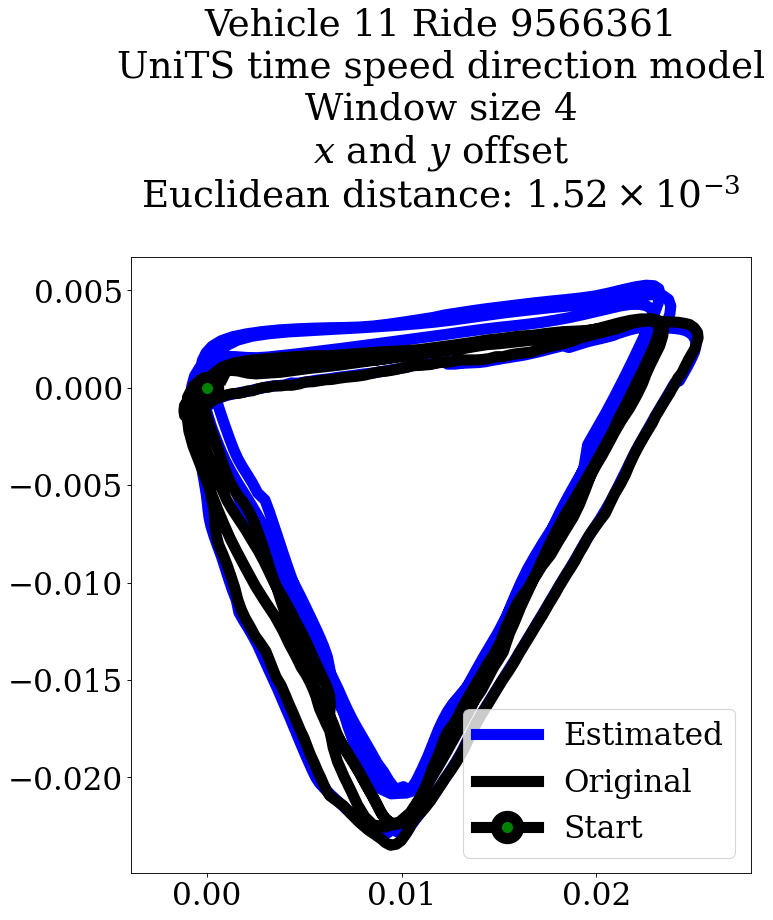 Vehicle 11 Ride 9566361
UniTS time speed direction model
Window size 4
x and y offset
Euclidean distance: 1.52 × 10⁻³
0.005
0.000
−0.005
−0.010
−0.015
−0.020
Estimated
Original
Start
0.00 0.01 0.02